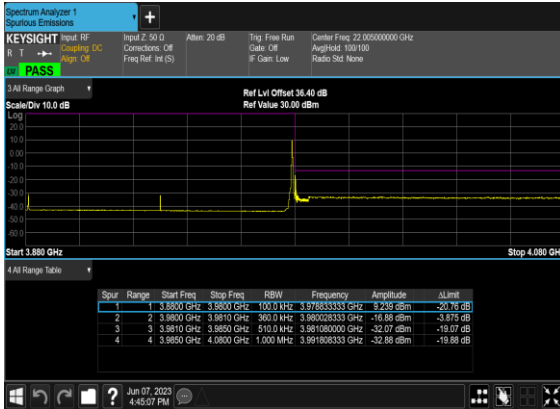 Spectrum Analyzer 1
Spurious Emissions
KEYSIGHT Input: RF Input Z: 50 Ω Atten: 20 dB Trig: Free Run Center Freq: 22.005000000 GHz
R T Coupling: DC Corrections: Off Gate: Off Avg|Hold: 100/100
Align: Off Freq Ref: Int (S) IF Gain: Low Radio Std: None
PASS
3 All Range Graph
Ref Lvl Offset 36.40 dB
Scale/Div 10.0 dB Ref Value 30.00 dBm
Log
20.0
10.0
0.00
-10.0
-20.0
-30.0
-40.0
-50.0
-60.0
Start 3.880 GHz Stop 4.080 GH
4 All Range Table
Spur Range Start Freq Stop Freq RBW Frequency Amplitude ΔLimit
1 1 3.8800 GHz 3.9800 GHz 100.0 kHz 3.978833333 GHz 9.239 dBm -20.76 dB
2 2 3.9800 GHz 3.9810 GHz 360.0 kHz 3.980028333 GHz -16.88 dBm -3.875 dB
3 3 3.9810 GHz 3.9850 GHz 510.0 kHz 3.981080000 GHz -32.07 dBm -19.07 dB
4 4 3.9850 GHz 4.0800 GHz 1.000 MHz 3.991808333 GHz -32.88 dBm -19.88 dB
Jun 07, 2023
4:45:07 PM